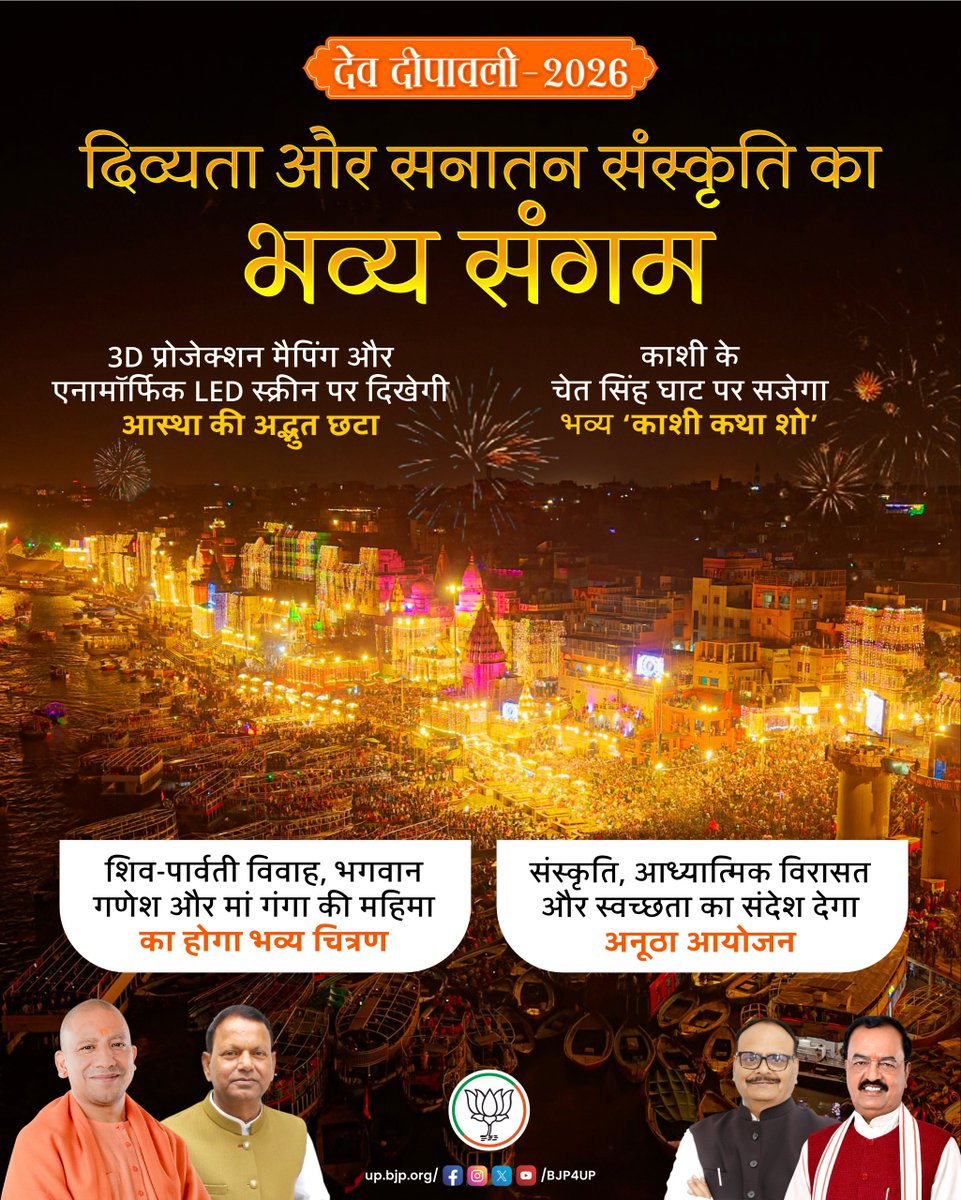 देव दीपावली-2026
दिव्यता और सनातन संस्कृति का
भव्य संगम
3D प्रोजेक्शन मैपिंग और
एनामॉर्फिक LED स्क्रीन पर दिखेगी
आस्था की अद्भुत छटा
काशी के
चेत सिंह घाट पर सजेगा
भव्य ‘काशी कथा शो’
शिव-पार्वती विवाह, भगवान
गणेश और मां गंगा की महिमा
का होगा भव्य चित्रण
संस्कृति, आध्यात्मिक विरासत
और स्वच्छता का संदेश देगा
अनूठा आयोजन
up.bjp.org/ /BJP4UP